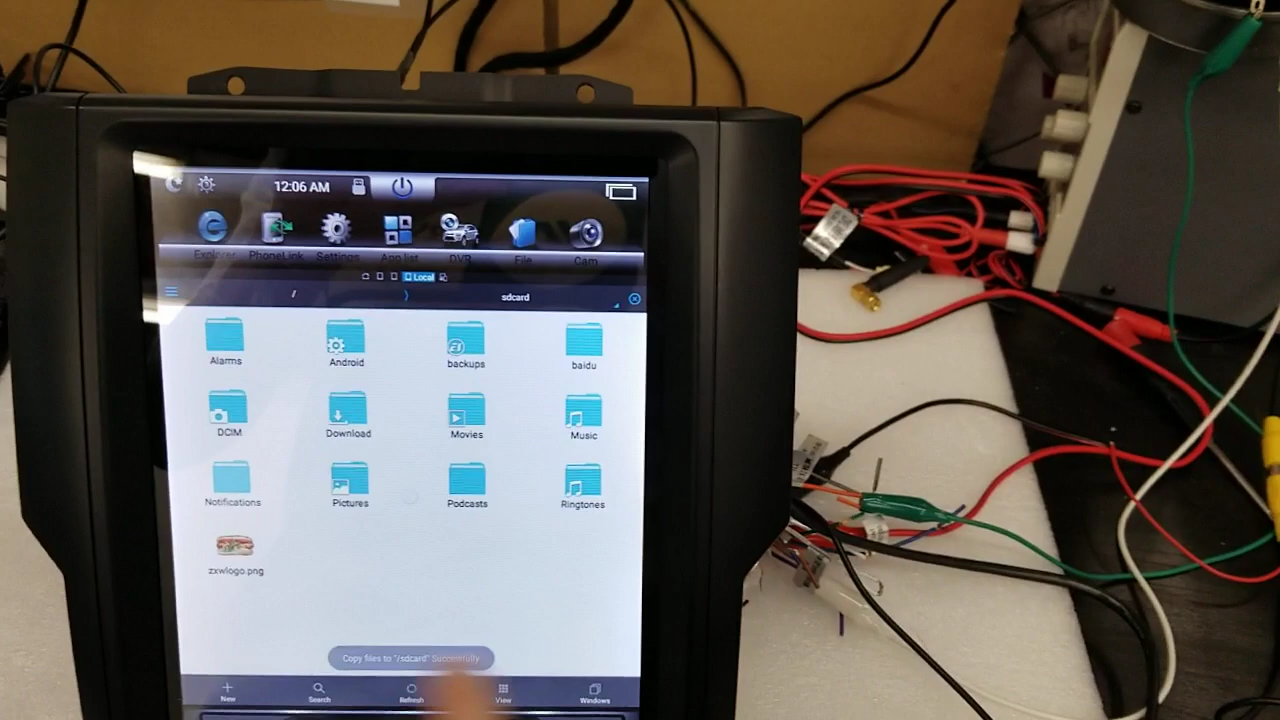 12:06 AM
Explorer PhoneLink Settings App list DVR File Cam
Local
/ sdcard
Alarms Android backups baidu
DCIM Download Movies Music
Notifications Pictures Podcasts Ringtones
zxwlogo.png
Copy files to "/sdcard" Successfully
New Search Refresh View Windows